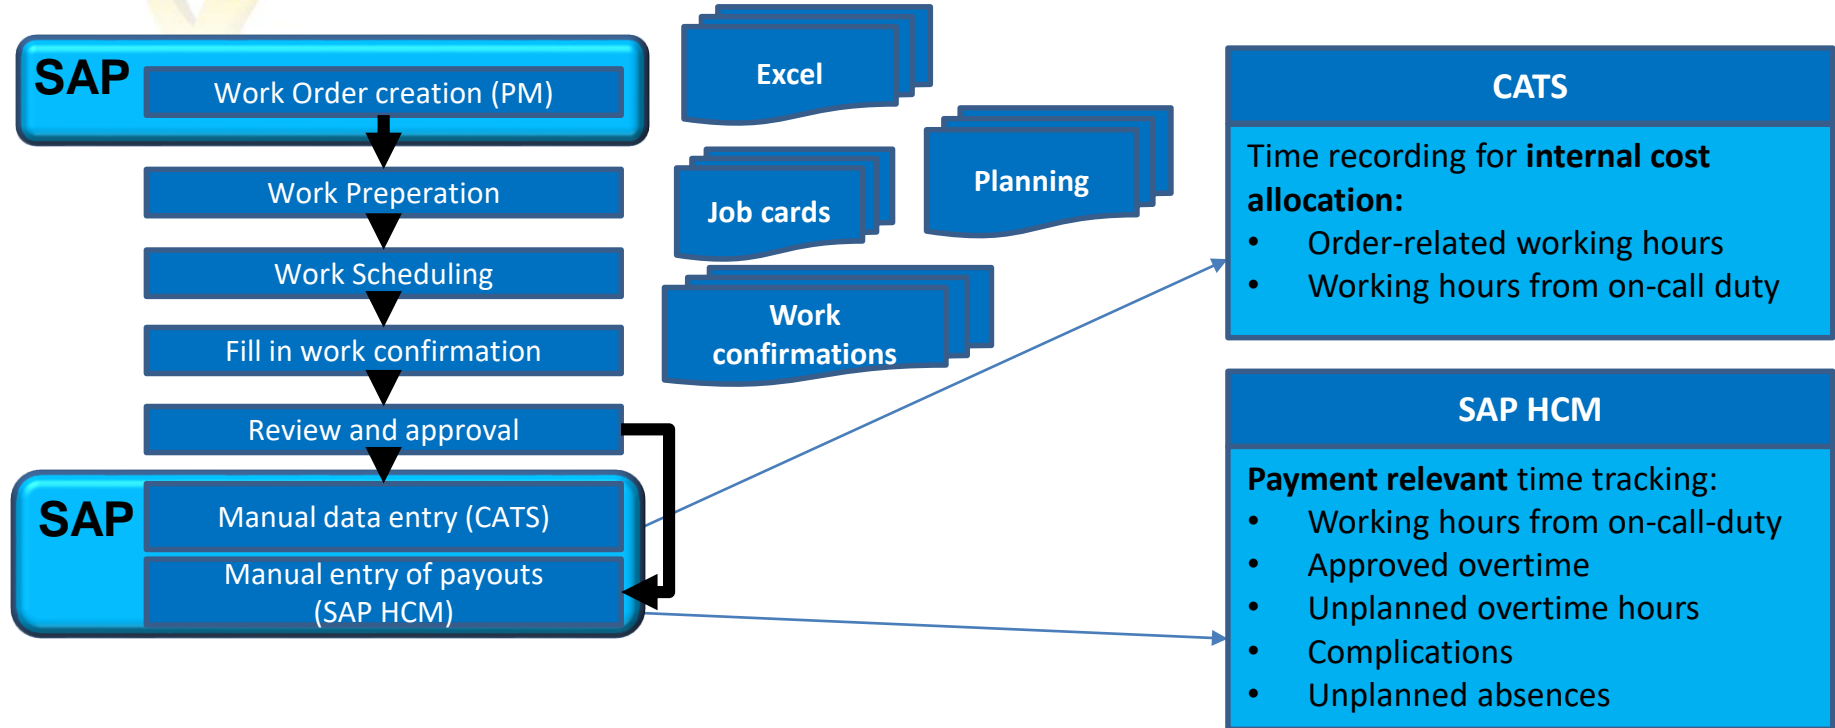 SAP
Work Order creation (PM)
Work Preperation
Work Scheduling
Fill in work confirmation
Review and approval
SAP
Manual data entry (CATS)
Manual entry of payouts
(SAP HCM)
Excel
Planning
Job cards
Work
confirmations
CATS
Time recording for internal cost
allocation:
• Order-related working hours
• Working hours from on-call duty
SAP HCM
Payment relevant time tracking:
• Working hours from on-call-duty
• Approved overtime
• Unplanned overtime hours
• Complications
• Unplanned absences